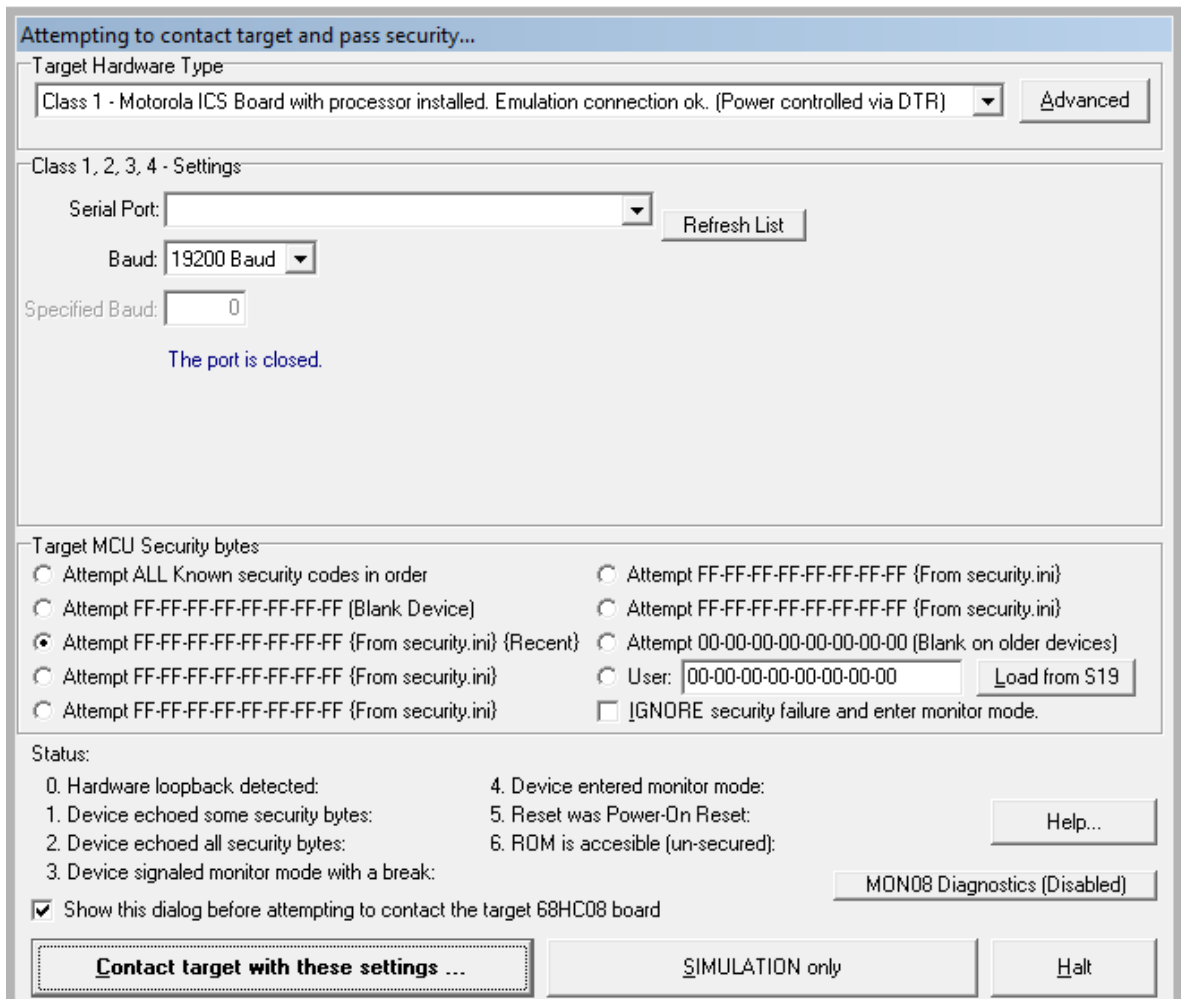 Attempting to contact target and pass security...
Target Hardware Type
Class 1 - Motorola ICS Board with processor installed. Emulation connection ok. (Power controlled via DTR)
Advanced
Class 1, 2, 3, 4 - Settings
Serial Port:
Refresh List
Baud: 19200 Baud
Specified Baud: 0
The port is closed.
Target MCU Security bytes
Attempt ALL Known security codes in order
Attempt FF-FF-FF-FF-FF-FF-FF-FF (Blank Device)
Attempt FF-FF-FF-FF-FF-FF-FF-FF {From security.ini} {Recent}
Attempt FF-FF-FF-FF-FF-FF-FF-FF {From security.ini}
Attempt FF-FF-FF-FF-FF-FF-FF-FF {From security.ini}
Attempt FF-FF-FF-FF-FF-FF-FF-FF {From security.ini}
Attempt FF-FF-FF-FF-FF-FF-FF-FF {From security.ini}
Attempt 00-00-00-00-00-00-00-00 (Blank on older devices)
User: 00-00-00-00-00-00-00-00 Load from S19
IGNORE security failure and enter monitor mode.
Status:
0. Hardware loopback detected:
1. Device echoed some security bytes:
2. Device echoed all security bytes:
3. Device signaled monitor mode with a break:
4. Device entered monitor mode:
5. Reset was Power-On Reset:
6. ROM is accesible (un-secured):
Help...
MON08 Diagnostics (Disabled)
Show this dialog before attempting to contact the target 68HC08 board
Contact target with these settings ...
SIMULATION only
Halt